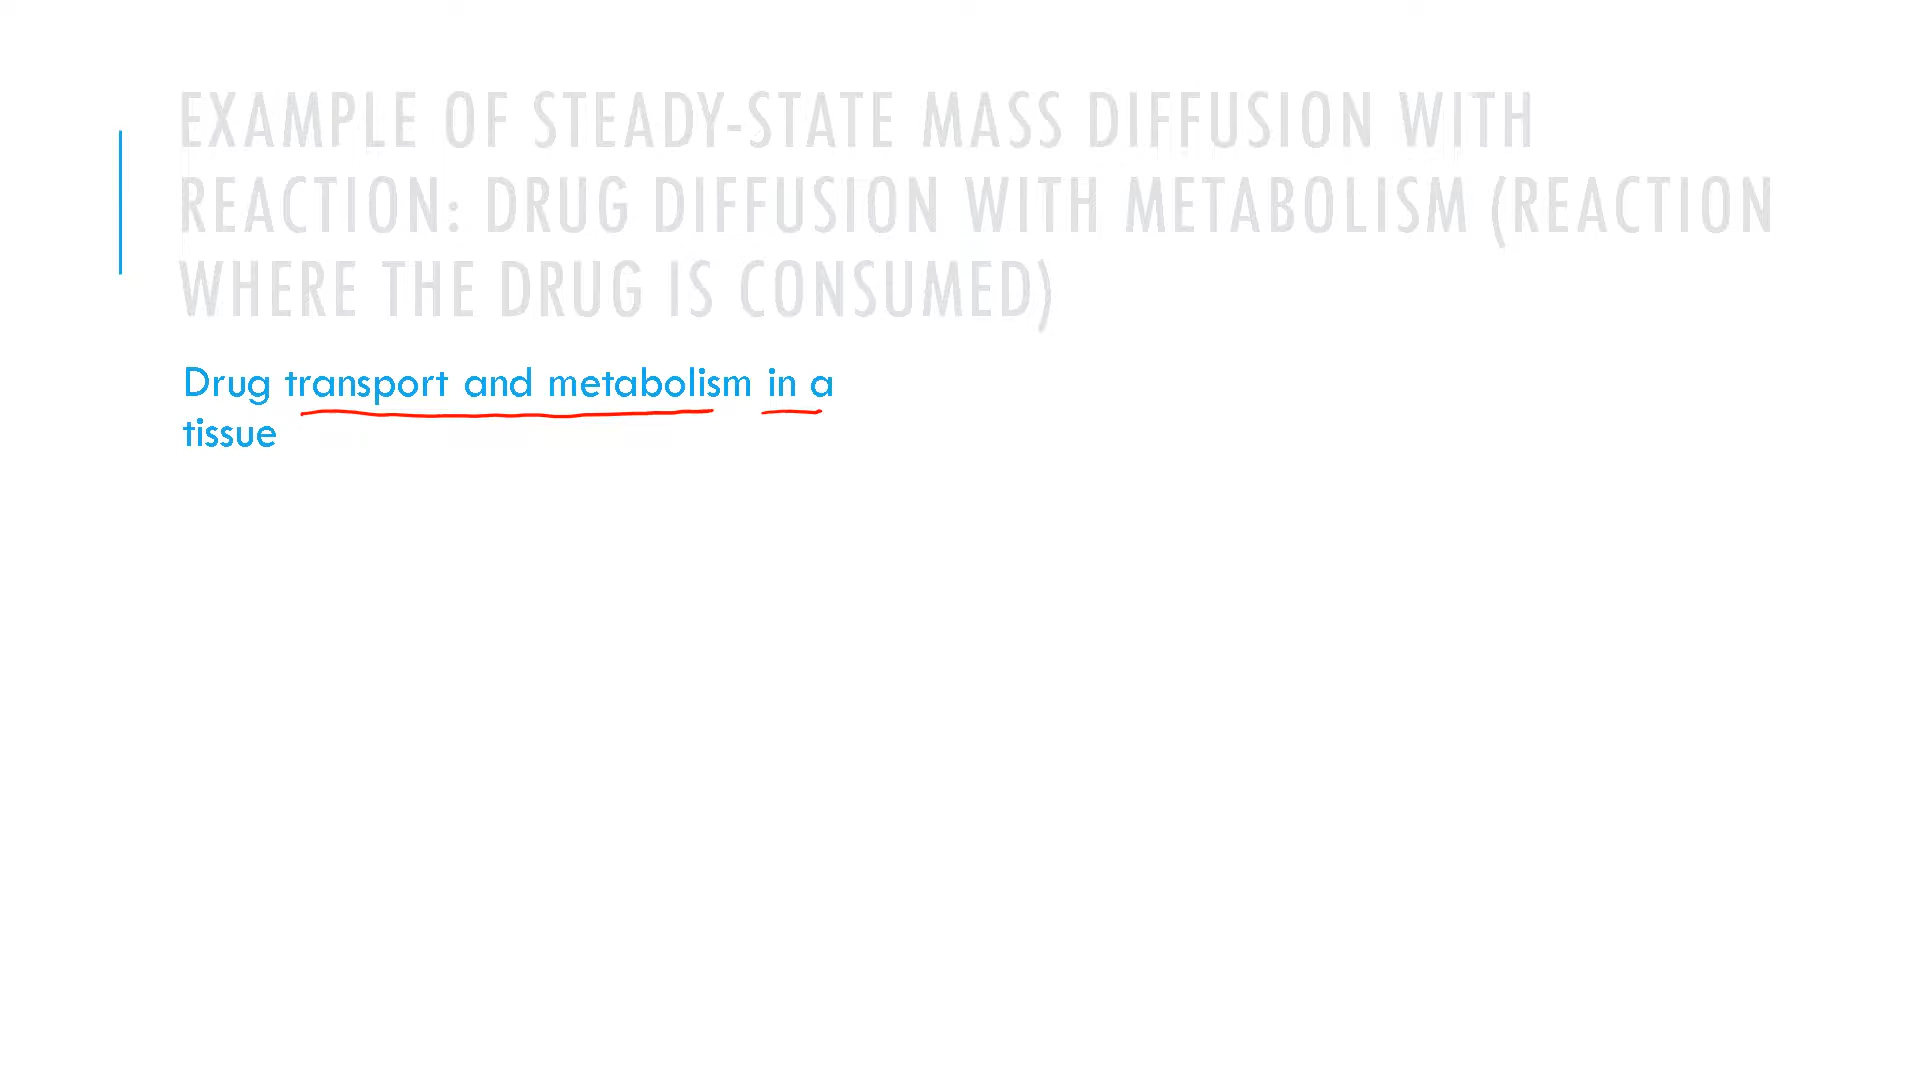 EXAMPLE OF STEADY-STATE MASS DIFFUSION WITH
REACTION: DRUG DIFFUSION WITH METABOLISM (REACTION
WHERE THE DRUG IS CONSUMED)
Drug transport and metabolism in a
tissue